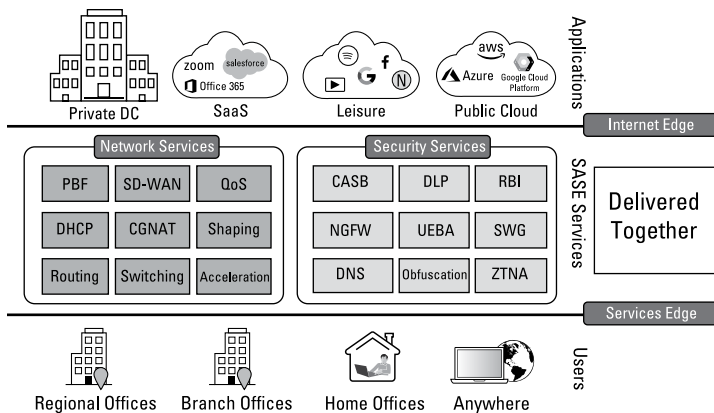 zoom
salesforce
Office 365
f
G
N
aws
Azure
Google Cloud
Platform
Private DC
SaaS
Leisure
Public Cloud
Applications
Internet Edge
Network Services
PBF
SD-WAN
QoS
DHCP
CGNAT
Shaping
Routing
Switching
Acceleration
Security Services
CASB
DLP
RBI
NGFW
UEBA
SWG
DNS
Obfuscation
ZTNA
SASE Services
Delivered
Together
Services Edge
Regional Offices
Branch Offices
Home Offices
Anywhere
Users